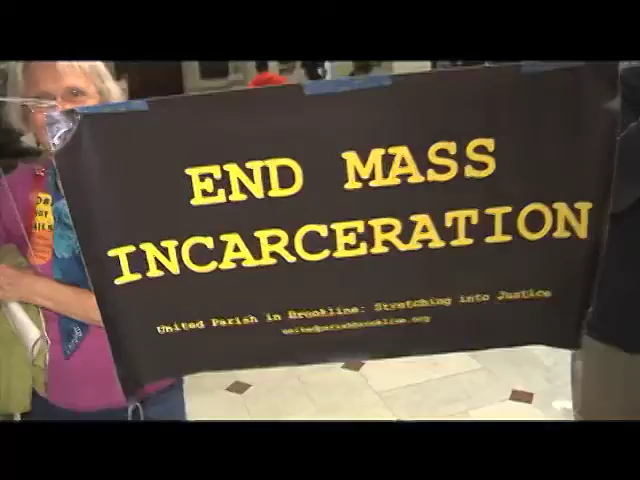 END MASS
INCARCERATION
United Parish in Brookline: Stretching into Justice